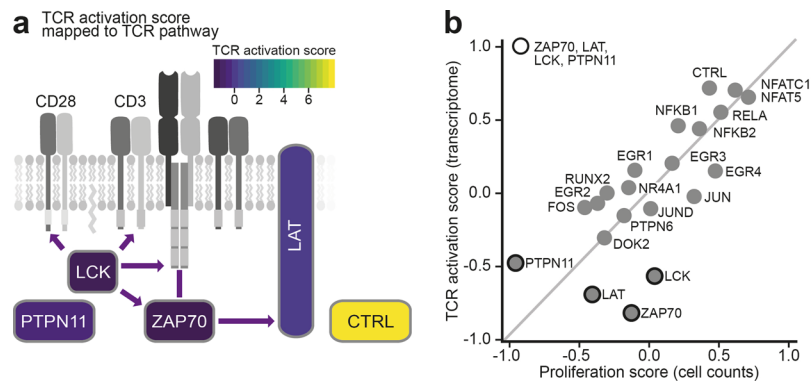 a
TCR activation score
mapped to TCR pathway
TCR activation score
0 2 4 6
CD28
CD3
LAT
LCK
PTPN11
ZAP70
CTRL
b
TCR activation score (transcriptome)
1.0
0.5
0.0
-0.5
-1.0
ZAP70, LAT,
LCK, PTPN11
CTRL
NFATC1
NFAT5
NFKB1
RELA
NFKB2
EGR1
EGR3
EGR4
RUNX2
EGR2
NR4A1
JUN
FOS
JUND
PTPN6
DOK2
PTPN11
LCK
LAT
ZAP70
-1.0 -0.5 0.0 0.5 1.0
Proliferation score (cell counts)